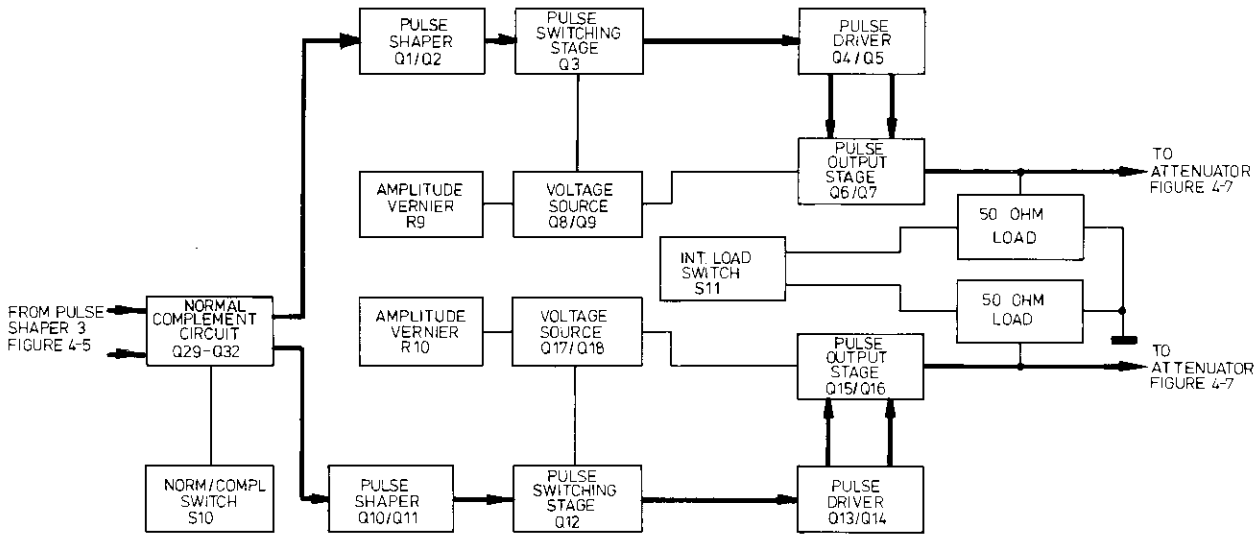 PULSE
SHAPER
Q1/Q2
PULSE
SWITCHING
STAGE
Q3
PULSE
DRIVER
Q4/Q5
AMPLITUDE
VERNIER
R9
VOLTAGE
SOURCE
Q8/Q9
PULSE
OUTPUT
STAGE
Q6/Q7
TO
ATTENUATOR
FIGURE 4-7
50 OHM
LOAD
INT. LOAD
SWITCH
S11
FROM PULSE
SHAPER 3
FIGURE 4-5
NORMAL
COMPLEMENT
CIRCUIT
Q29-Q32
AMPLITUDE
VERNIER
R10
VOLTAGE
SOURCE
Q17/Q18
50 OHM
LOAD
PULSE
OUTPUT
STAGE
Q15/Q16
TO
ATTENUATOR
FIGURE 4-7
NORM/COMPL
SWITCH
S10
PULSE
SHAPER
Q10/Q11
PULSE
SWITCHING
STAGE
Q12
PULSE
DRIVER
Q13/Q14